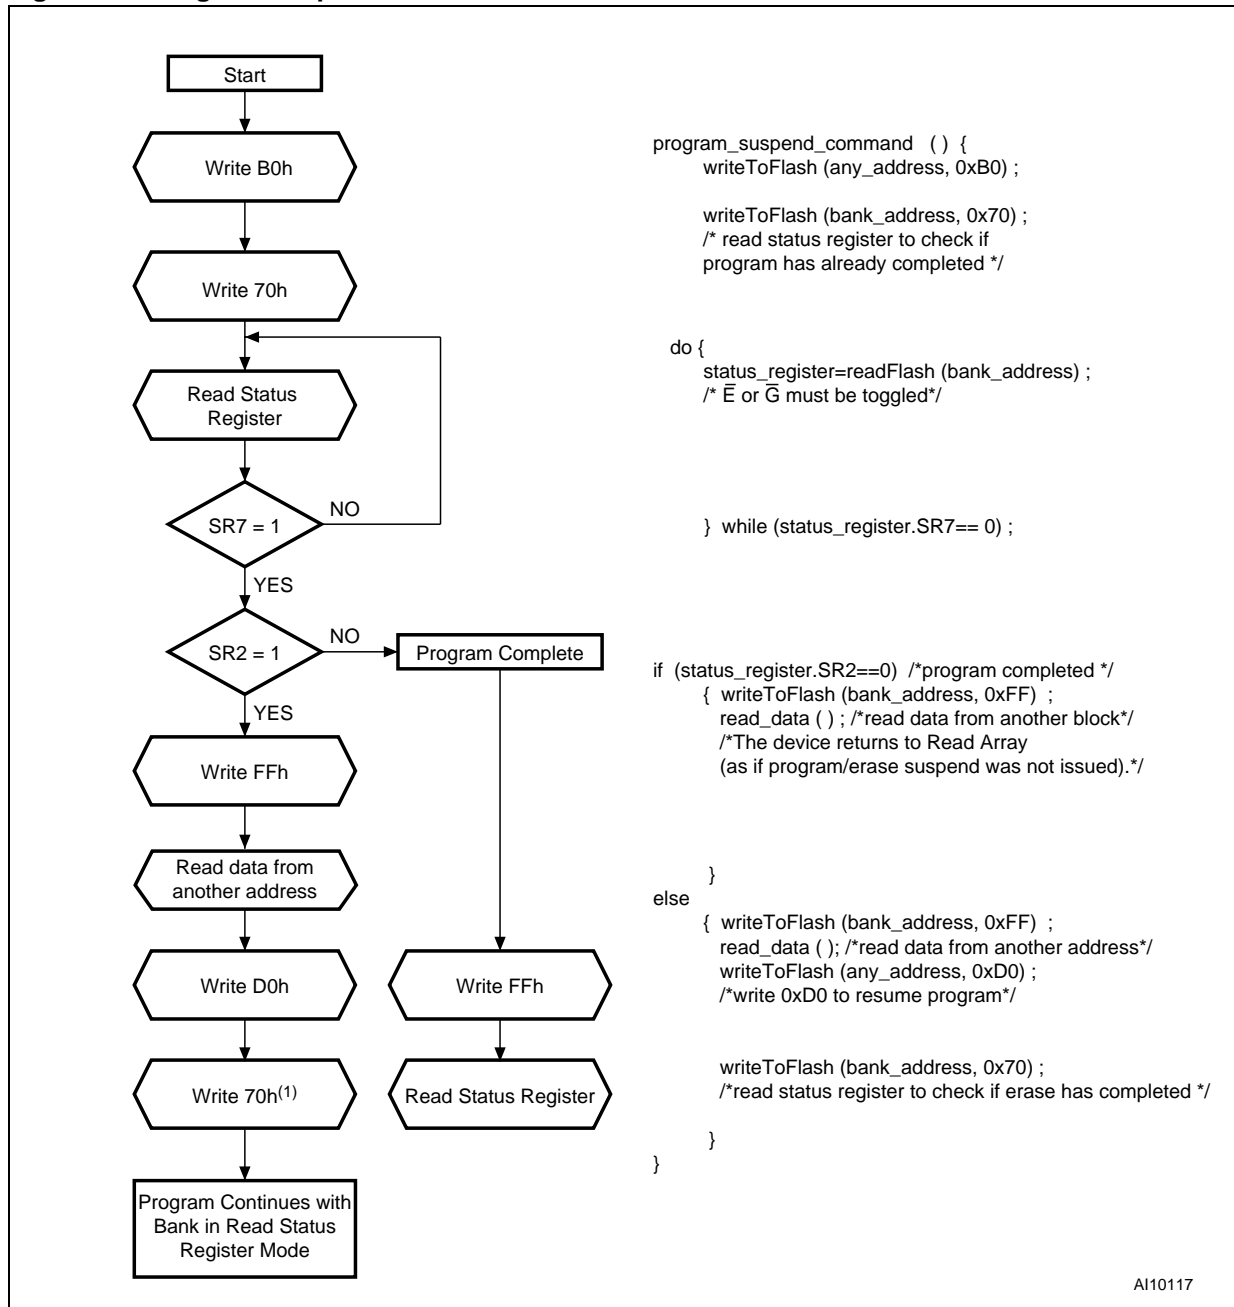 Start
Write B0h
Write 70h
Read Status
Register
SR7 = 1
NO
YES
SR2 = 1
NO
Program Complete
YES
Write FFh
Read data from
another address
Write D0h
Write FFh
Write 70h(1)
Read Status Register
Program Continues with
Bank in Read Status
Register Mode
program_suspend_command ( ) {
writeToFlash (any_address, 0xB0) ;
writeToFlash (bank_address, 0x70) ;
/* read status register to check if
program has already completed */
do {
status_register=readFlash (bank_address) ;
/* E̅ or G̅ must be toggled*/
} while (status_register.SR7== 0) ;
if (status_register.SR2==0) /*program completed */
{ writeToFlash (bank_address, 0xFF) ;
read_data ( ) ; /*read data from another block*/
/*The device returns to Read Array
(as if program/erase suspend was not issued).*/
}
else
{ writeToFlash (bank_address, 0xFF) ;
read_data ( ); /*read data from another address*/
writeToFlash (any_address, 0xD0) ;
/*write 0xD0 to resume program*/
writeToFlash (bank_address, 0x70) ;
/*read status register to check if erase has completed */
}
}
AI10117